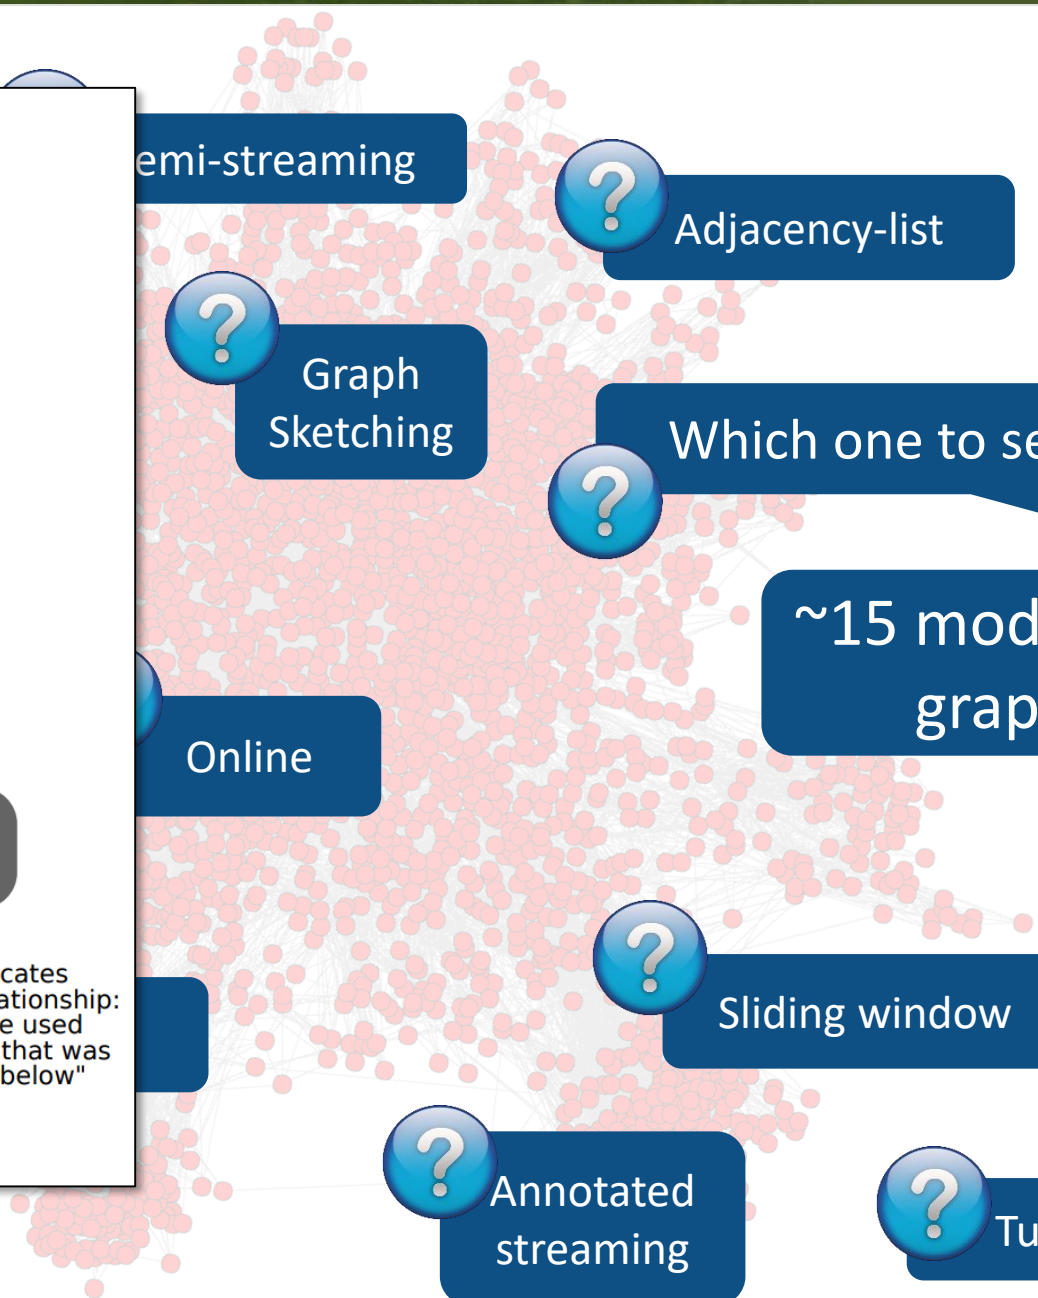 emi-streaming
Adjacency-list
Graph
Sketching
Which one to se
~15 mod
grap
Online
cates
ationship:
e used
that was
below"
Sliding window
Annotated
streaming
Tu